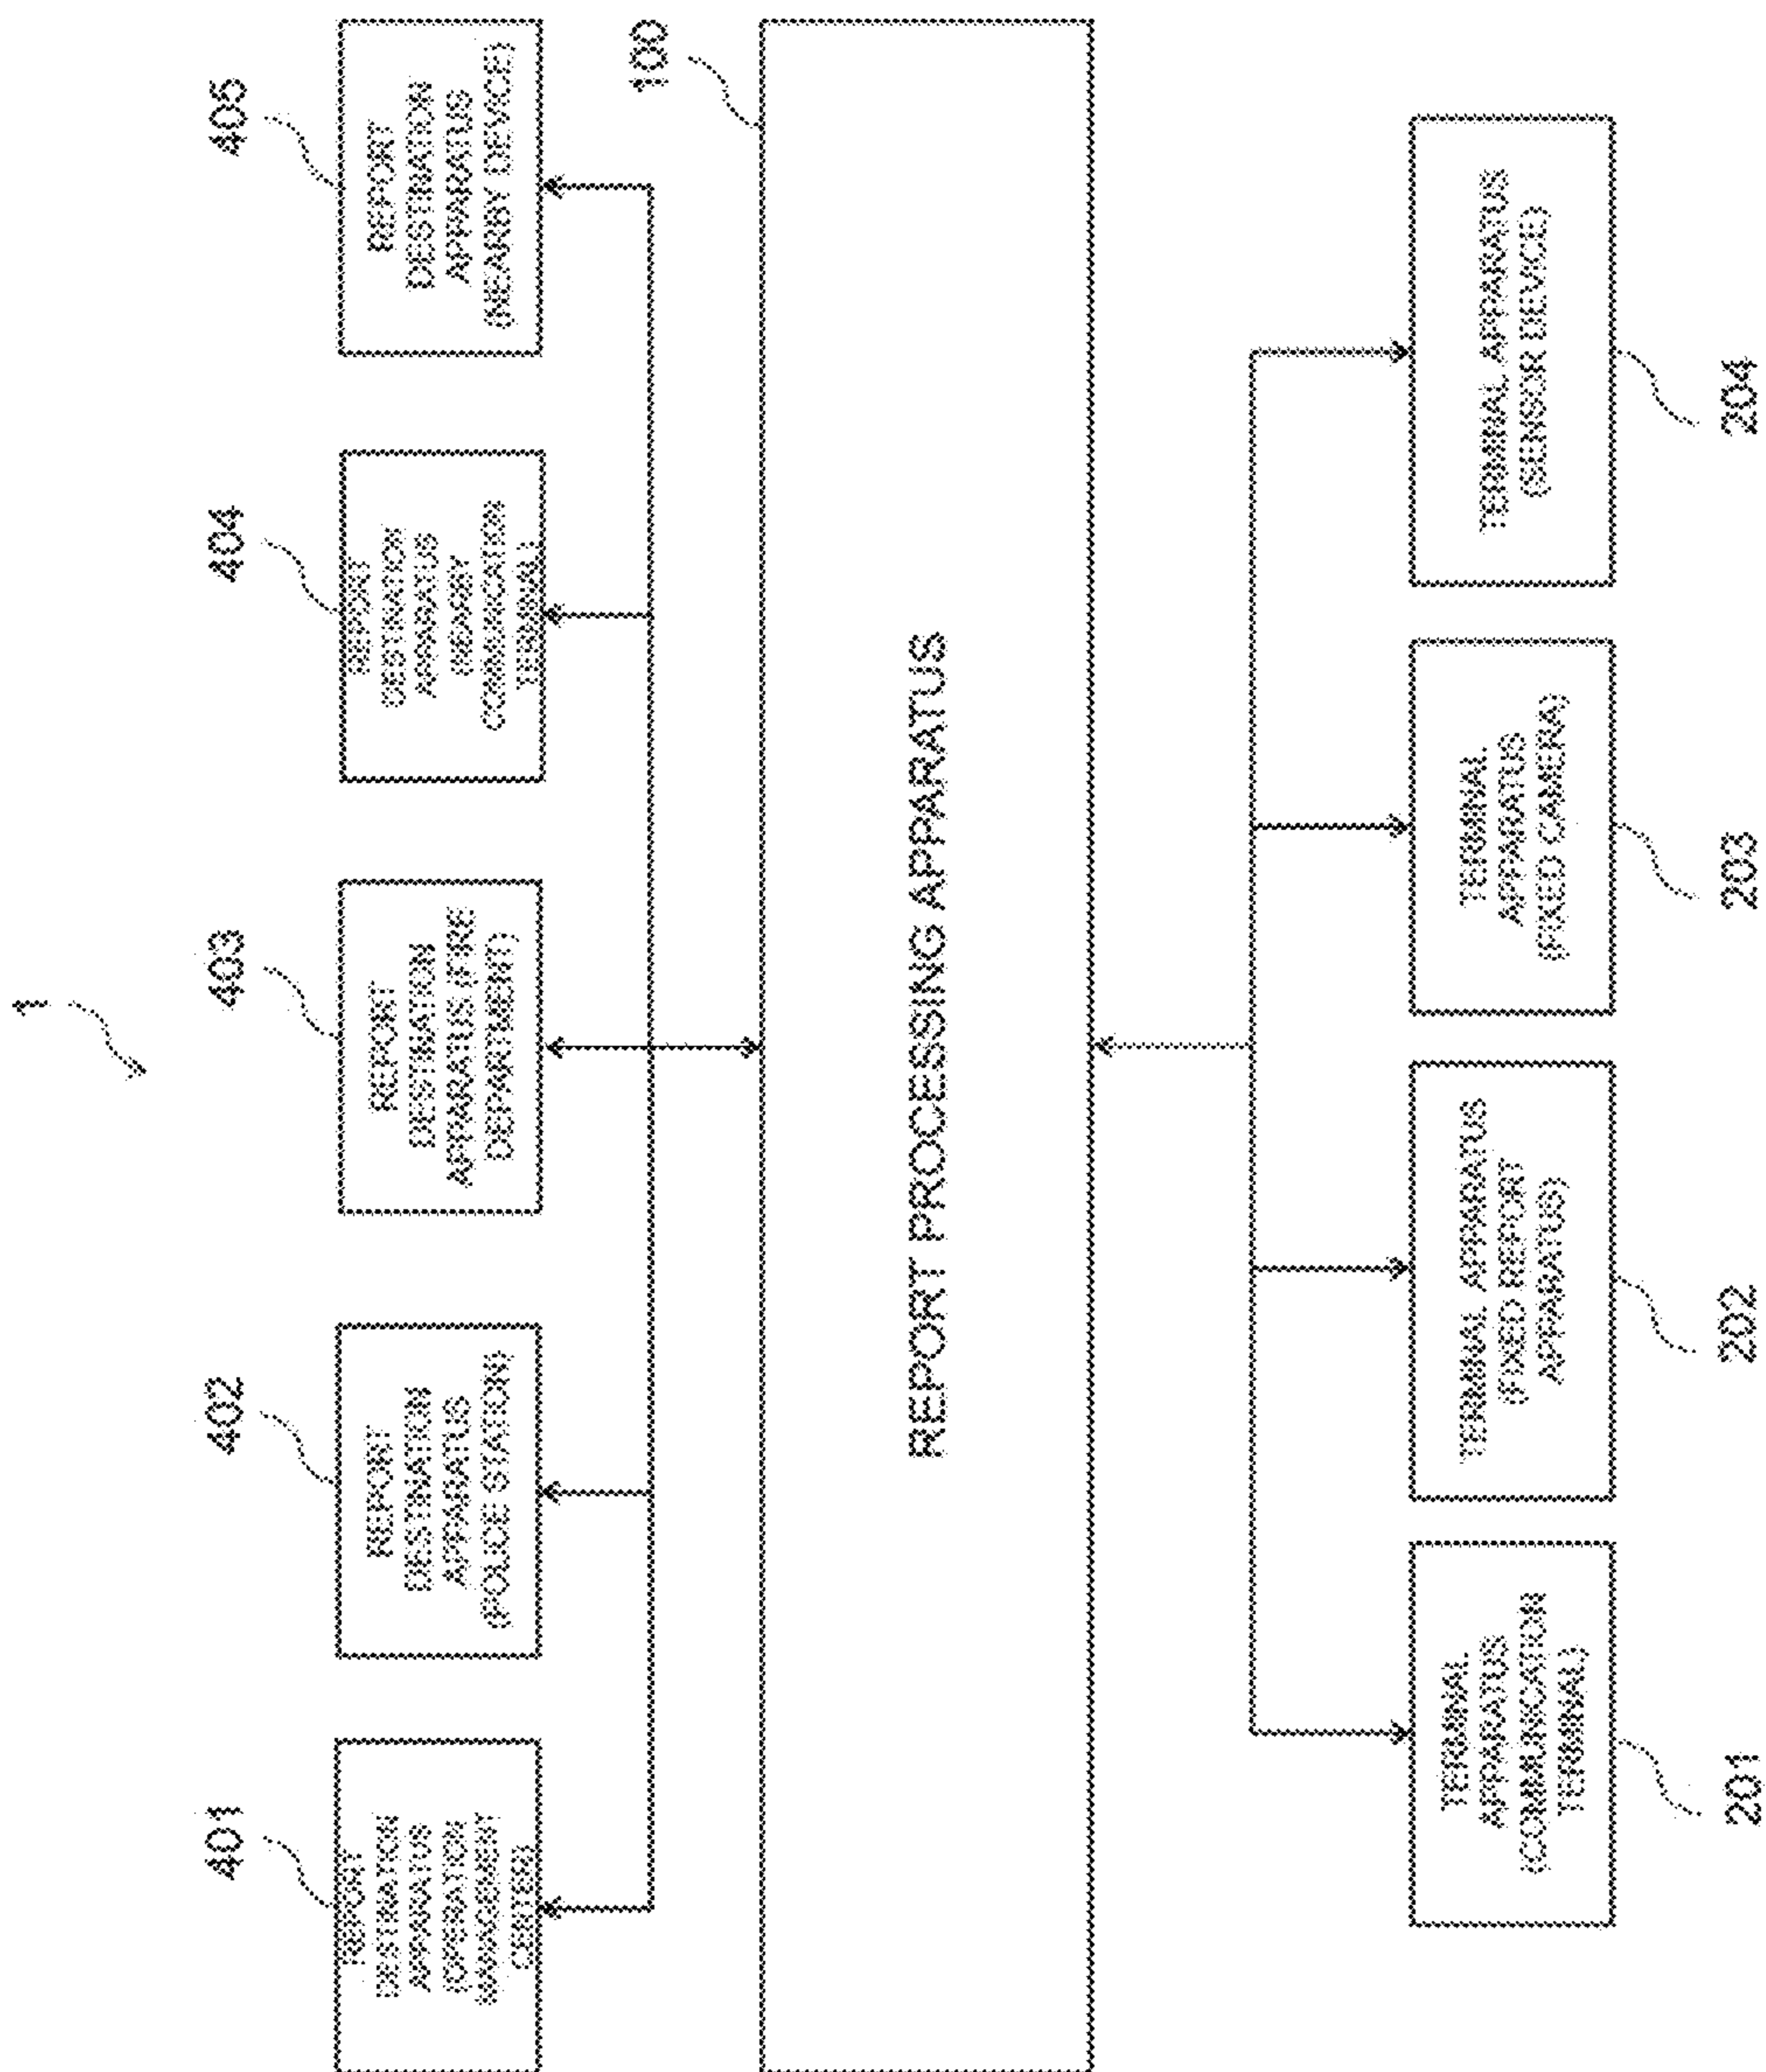 1
401
402
403
404
405
REPORT
DESTINATION
APPARATUS
(OPERATION
MANAGEMENT
CENTER)
REPORT
DESTINATION
APPARATUS
(POLICE STATION)
REPORT
DESTINATION
APPARATUS (FIRE
DEPARTMENT)
REPORT
DESTINATION
APPARATUS
(NEARBY
COMMUNICATION
TERMINAL)
REPORT
DESTINATION
APPARATUS
(NEARBY DEVICE)
100
REPORT PROCESSING APPARATUS
TERMINAL
APPARATUS
(COMMUNICATION
TERMINAL)
TERMINAL APPARATUS
(FIXED REPORT
APPARATUS)
TERMINAL
APPARATUS
(FIXED CAMERA)
TERMINAL APPARATUS
(SENSOR DEVICE)
201
202
203
204